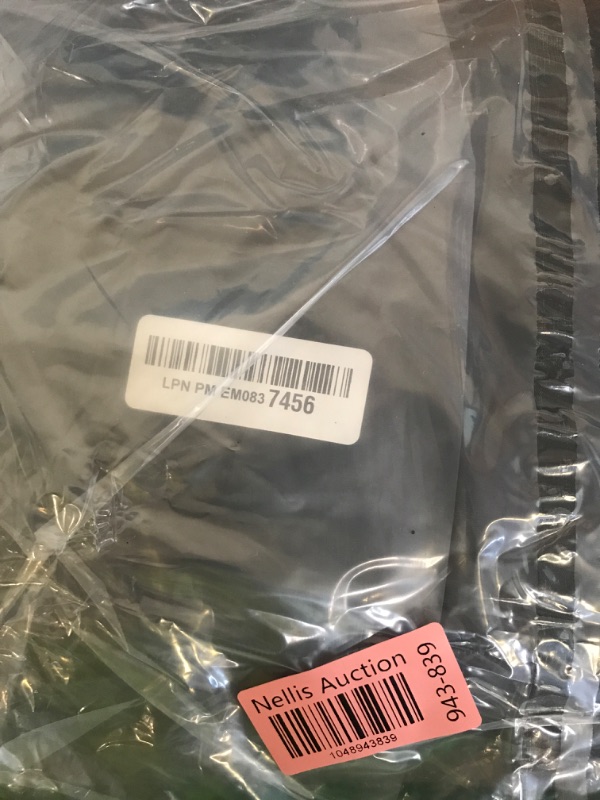 LPN PM EM083 7456
Nellis Auction
943-839
1048943839